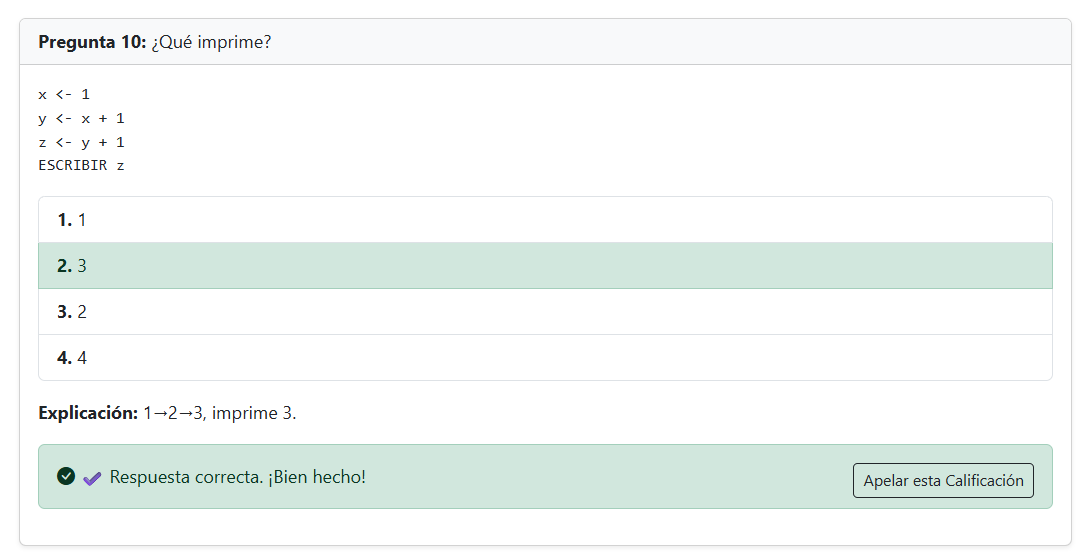 Pregunta 10: ¿Qué imprime?
x <- 1
y <- x + 1
z <- y + 1
ESCRIBIR z
1. 1
2. 3
3. 2
4. 4
Explicación: 1→2→3, imprime 3.
Respuesta correcta. ¡Bien hecho!
Apelar esta Calificación